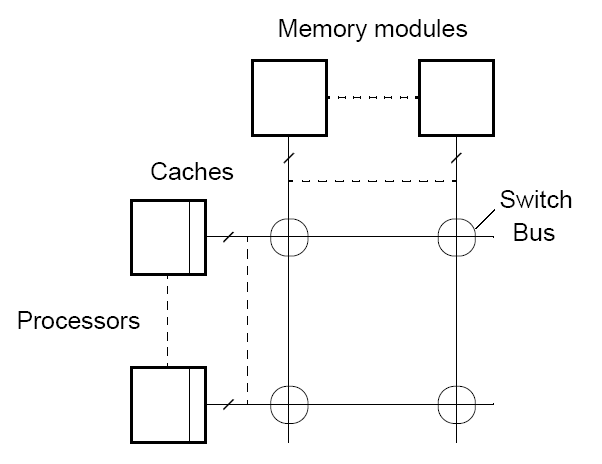 Memory modules
Caches
Switch
Bus
Processors